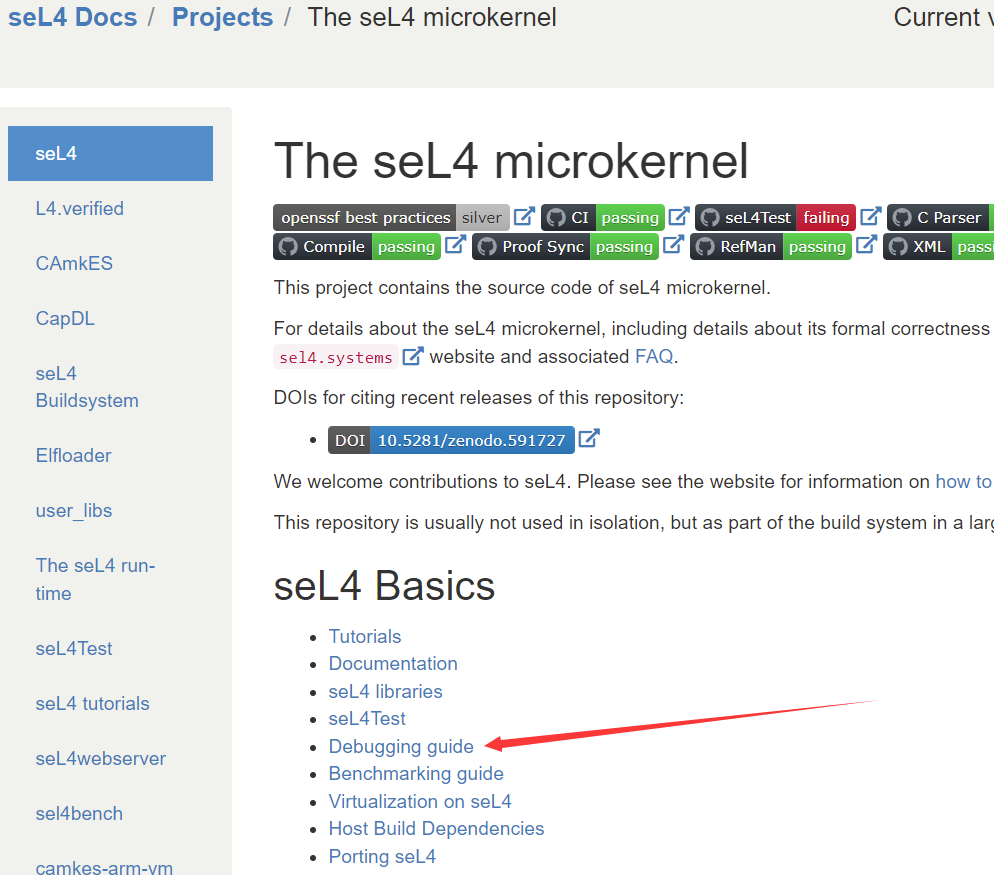 seL4 Docs / Projects / The seL4 microkernel
Current
seL4
L4.verified
CAmkES
CapDL
seL4
Buildsystem
Elfloader
user_libs
The seL4 run-
time
seL4Test
seL4 tutorials
seL4webserver
sel4bench
camkes-arm-vm
The seL4 microkernel
openssf best practices silver CI passing seL4Test failing C Parser
Compile passing Proof Sync passing RefMan passing XML
This project contains the source code of seL4 microkernel.
For details about the seL4 microkernel, including details about its formal correctness
sel4.systems website and associated FAQ.
DOIs for citing recent releases of this repository:
DOI 10.5281/zenodo.591727
We welcome contributions to seL4. Please see the website for information on how to
This repository is usually not used in isolation, but as part of the build system in a
seL4 Basics
Tutorials
Documentation
seL4 libraries
seL4Test
Debugging guide
Benchmarking guide
Virtualization on seL4
Host Build Dependencies
Porting seL4